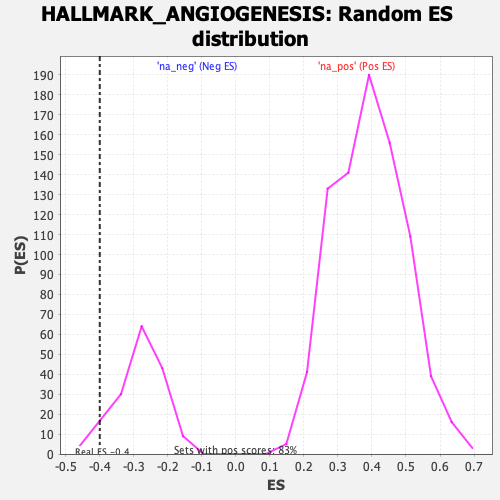 HALLMARK_ANGIOGENESIS: Random ES
distribution
'na_neg' (Neg ES) 'na_pos' (Pos ES)
190
180
170
160
150
140
130
120
110
100
90
80
70
60
50
40
30
20
10
0
P(ES)
Real ES -0.4 Sets with pos scores: 83%
-0.5 -0.4 -0.3 -0.2 -0.1 0.0 0.1 0.2 0.3 0.4 0.5 0.6 0.7
ES